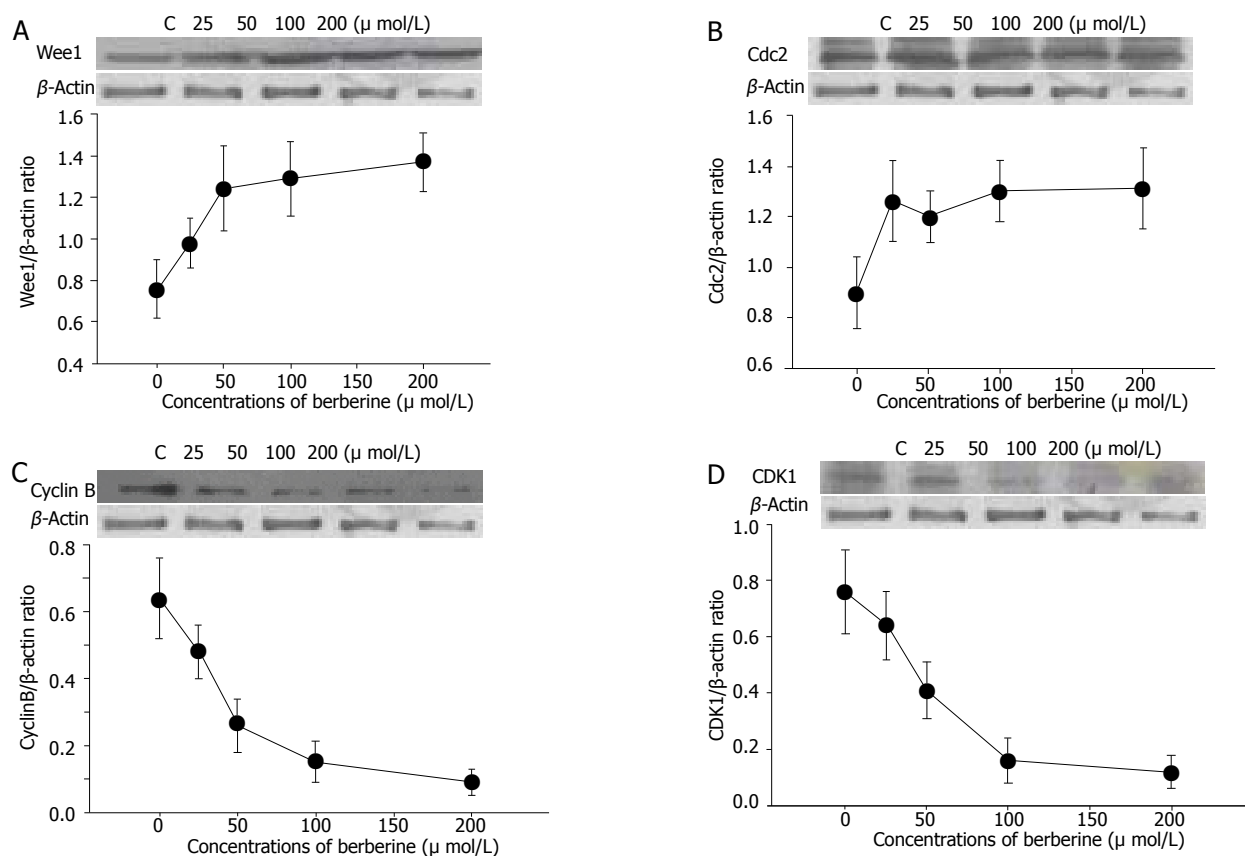 A
C 25 50 100 200 (µ mol/L)
Wee1
β-Actin
1.6
1.4
1.2
1.0
0.8
0.6
0.4
Wee1/β-actin ratio
0 50 100 150 200
Concentrations of berberine (µ mol/L)
B
C 25 50 100 200 (µ mol/L)
Cdc2
β-Actin
1.6
1.4
1.2
1.0
0.8
0.6
Cdc2/β-actin ratio
0 50 100 150 200
Concentrations of berberine (µ mol/L)
C
C 25 50 100 200 (µ mol/L)
Cyclin B
β-Actin
0.8
0.6
0.4
0.2
0.0
CyclinB/β-actin ratio
0 50 100 150 200
Concentrations of berberine (µ mol/L)
D
C 25 50 100 200 (µ mol/L)
CDK1
β-Actin
1.0
0.8
0.6
0.4
0.2
0.0
CDK1/β-actin ratio
0 50 100 150 200
Concentrations of berberine (µ mol/L)